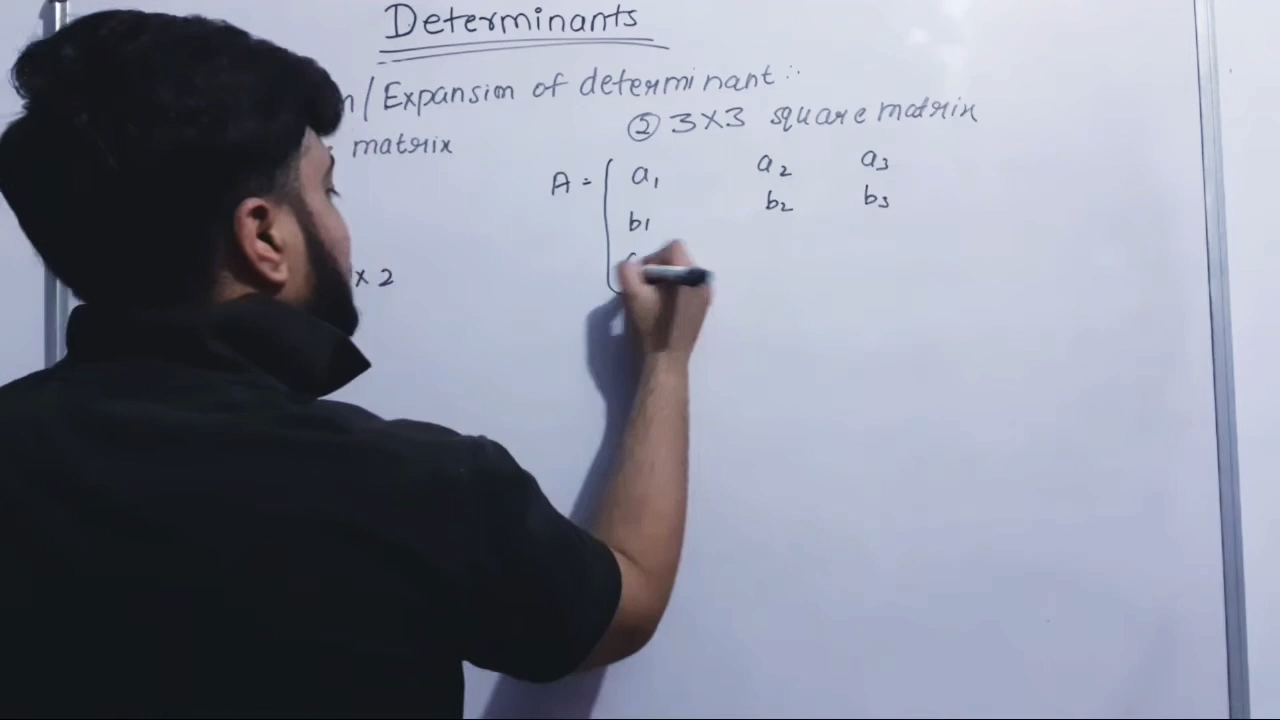 Determinants
n/Expansion of determinant :
matrix
② 3×3 square matrix
A = [ a₁ a₂ a₃
b₁ b₂ b₃
× 2